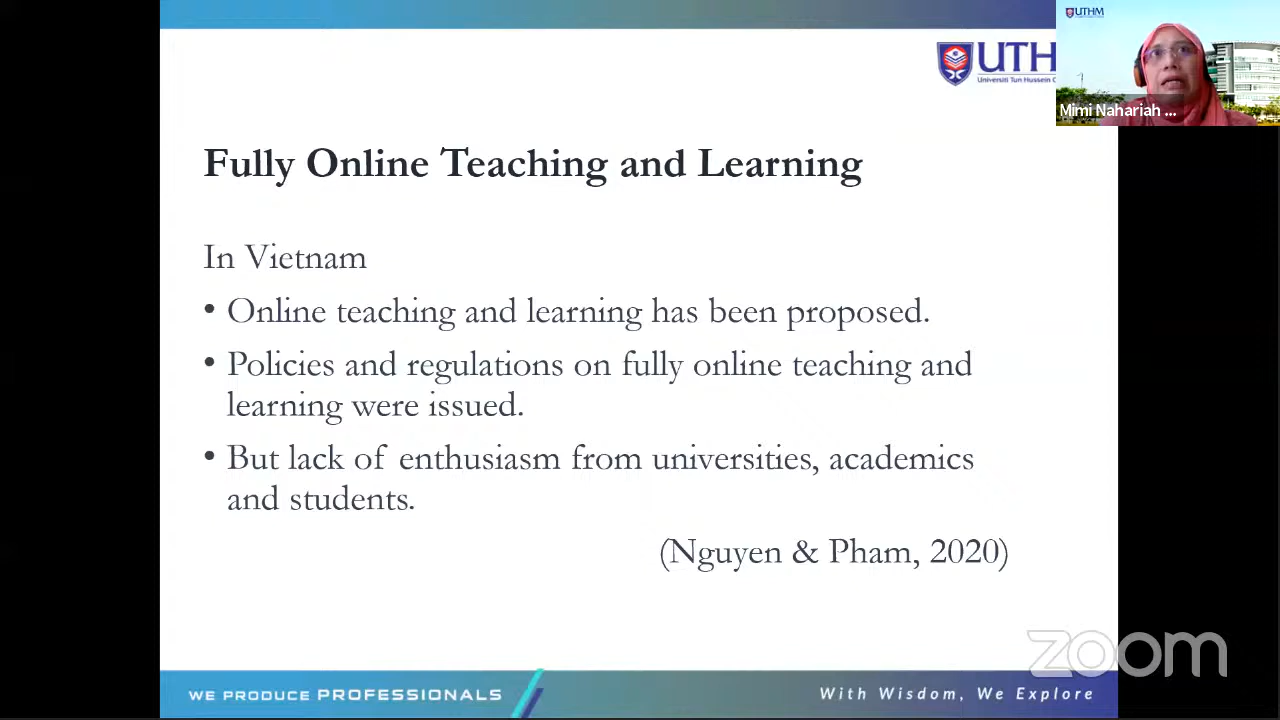 UTHM
Mimi Nahariah ...
UTH
Universiti Tun Hussein
Fully Online Teaching and Learning
In Vietnam
• Online teaching and learning has been proposed.
• Policies and regulations on fully online teaching and
learning were issued.
• But lack of enthusiasm from universities, academics
and students.
(Nguyen & Pham, 2020)
zoom
WE PRODUCE PROFESSIONALS
With Wisdom, We Explore